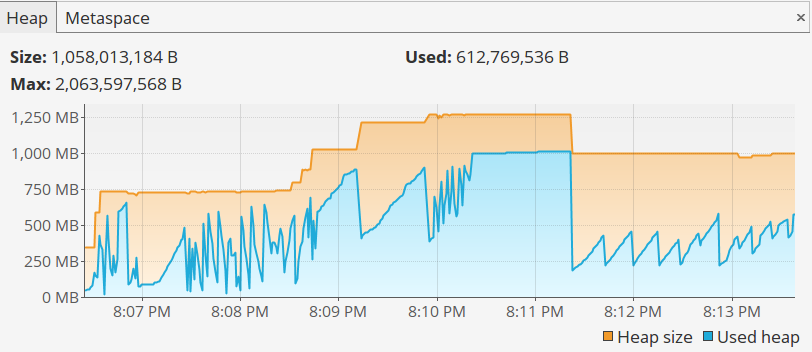 Heap Metaspace ×
Size: 1,058,013,184 B Used: 612,769,536 B
Max: 2,063,597,568 B
1,250 MB
1,000 MB
750 MB
500 MB
250 MB
0 MB
8:07 PM 8:08 PM 8:09 PM 8:10 PM 8:11 PM 8:12 PM 8:13 PM
Heap size Used heap